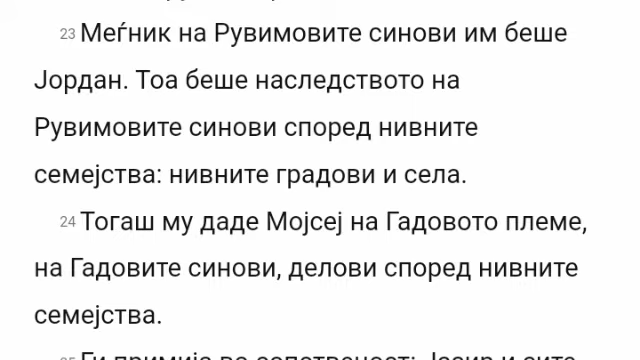 23 Меѓник на Рувимовите синови им беше
Јордан. Тоа беше наследството на
Рувимовите синови според нивните
семејства: нивните градови и села.
24 Тогаш му даде Мојсеј на Гадовото племе,
на Гадовите синови, делови според нивните
семејства.